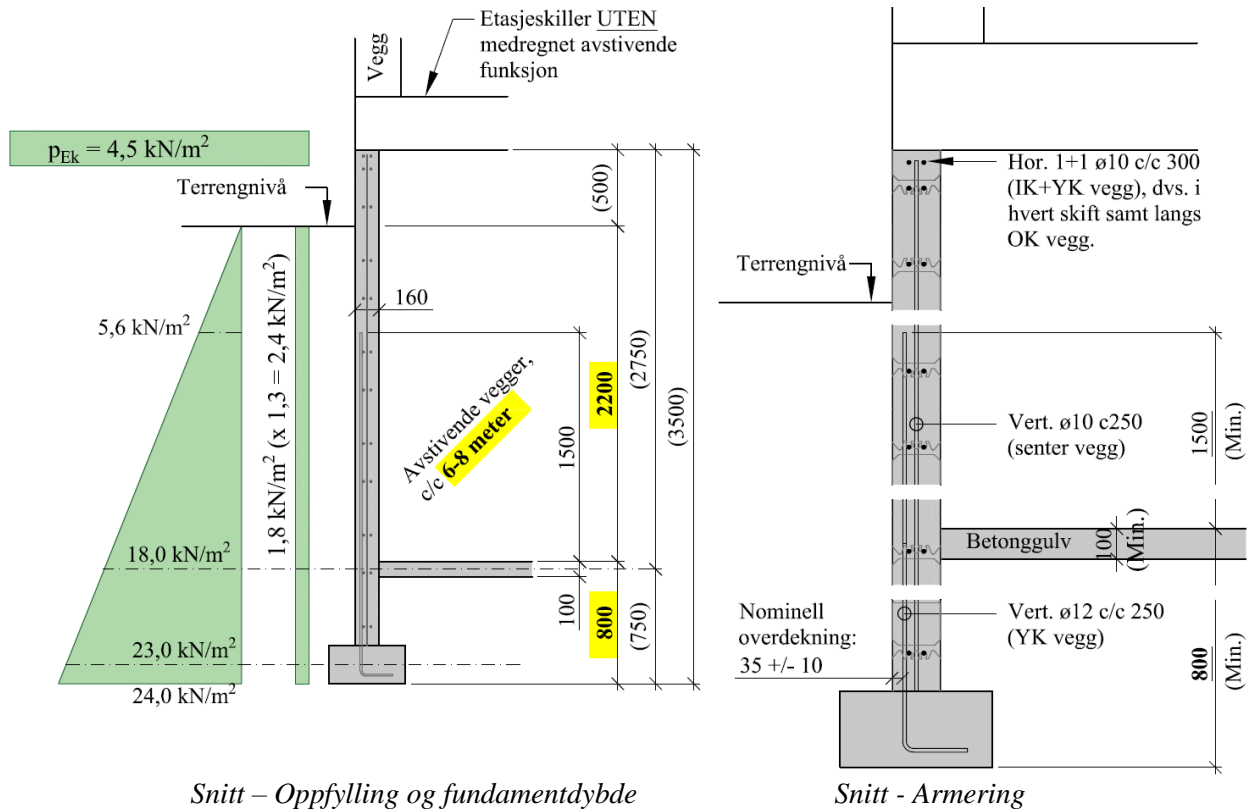 Etasjeskiller UTEN
medregnet avstivende
funksjon
Vegg
pEk = 4,5 kN/m²
Terrengnivå
(500)
5,6 kN/m²
1,8 kN/m² (x 1,3 = 2,4 kN/m²)
160
Avstivende vegger,
c/c 6-8 meter
1500
2200
(2750)
(3500)
18,0 kN/m²
100
800
(750)
23,0 kN/m²
24,0 kN/m²
Snitt – Oppfylling og fundamentdybde
Hor. 1+1 ø10 c/c 300
(IK+YK vegg), dvs. i
hvert skift samt langs
OK vegg.
Terrengnivå
Vert. ø10 c250
(senter vegg)
1500
(Min.)
Betonggulv
100
(Min.)
Nominell
overdekning:
35 +/- 10
Vert. ø12 c/c 250
(YK vegg)
800
(Min.)
Snitt - Armering